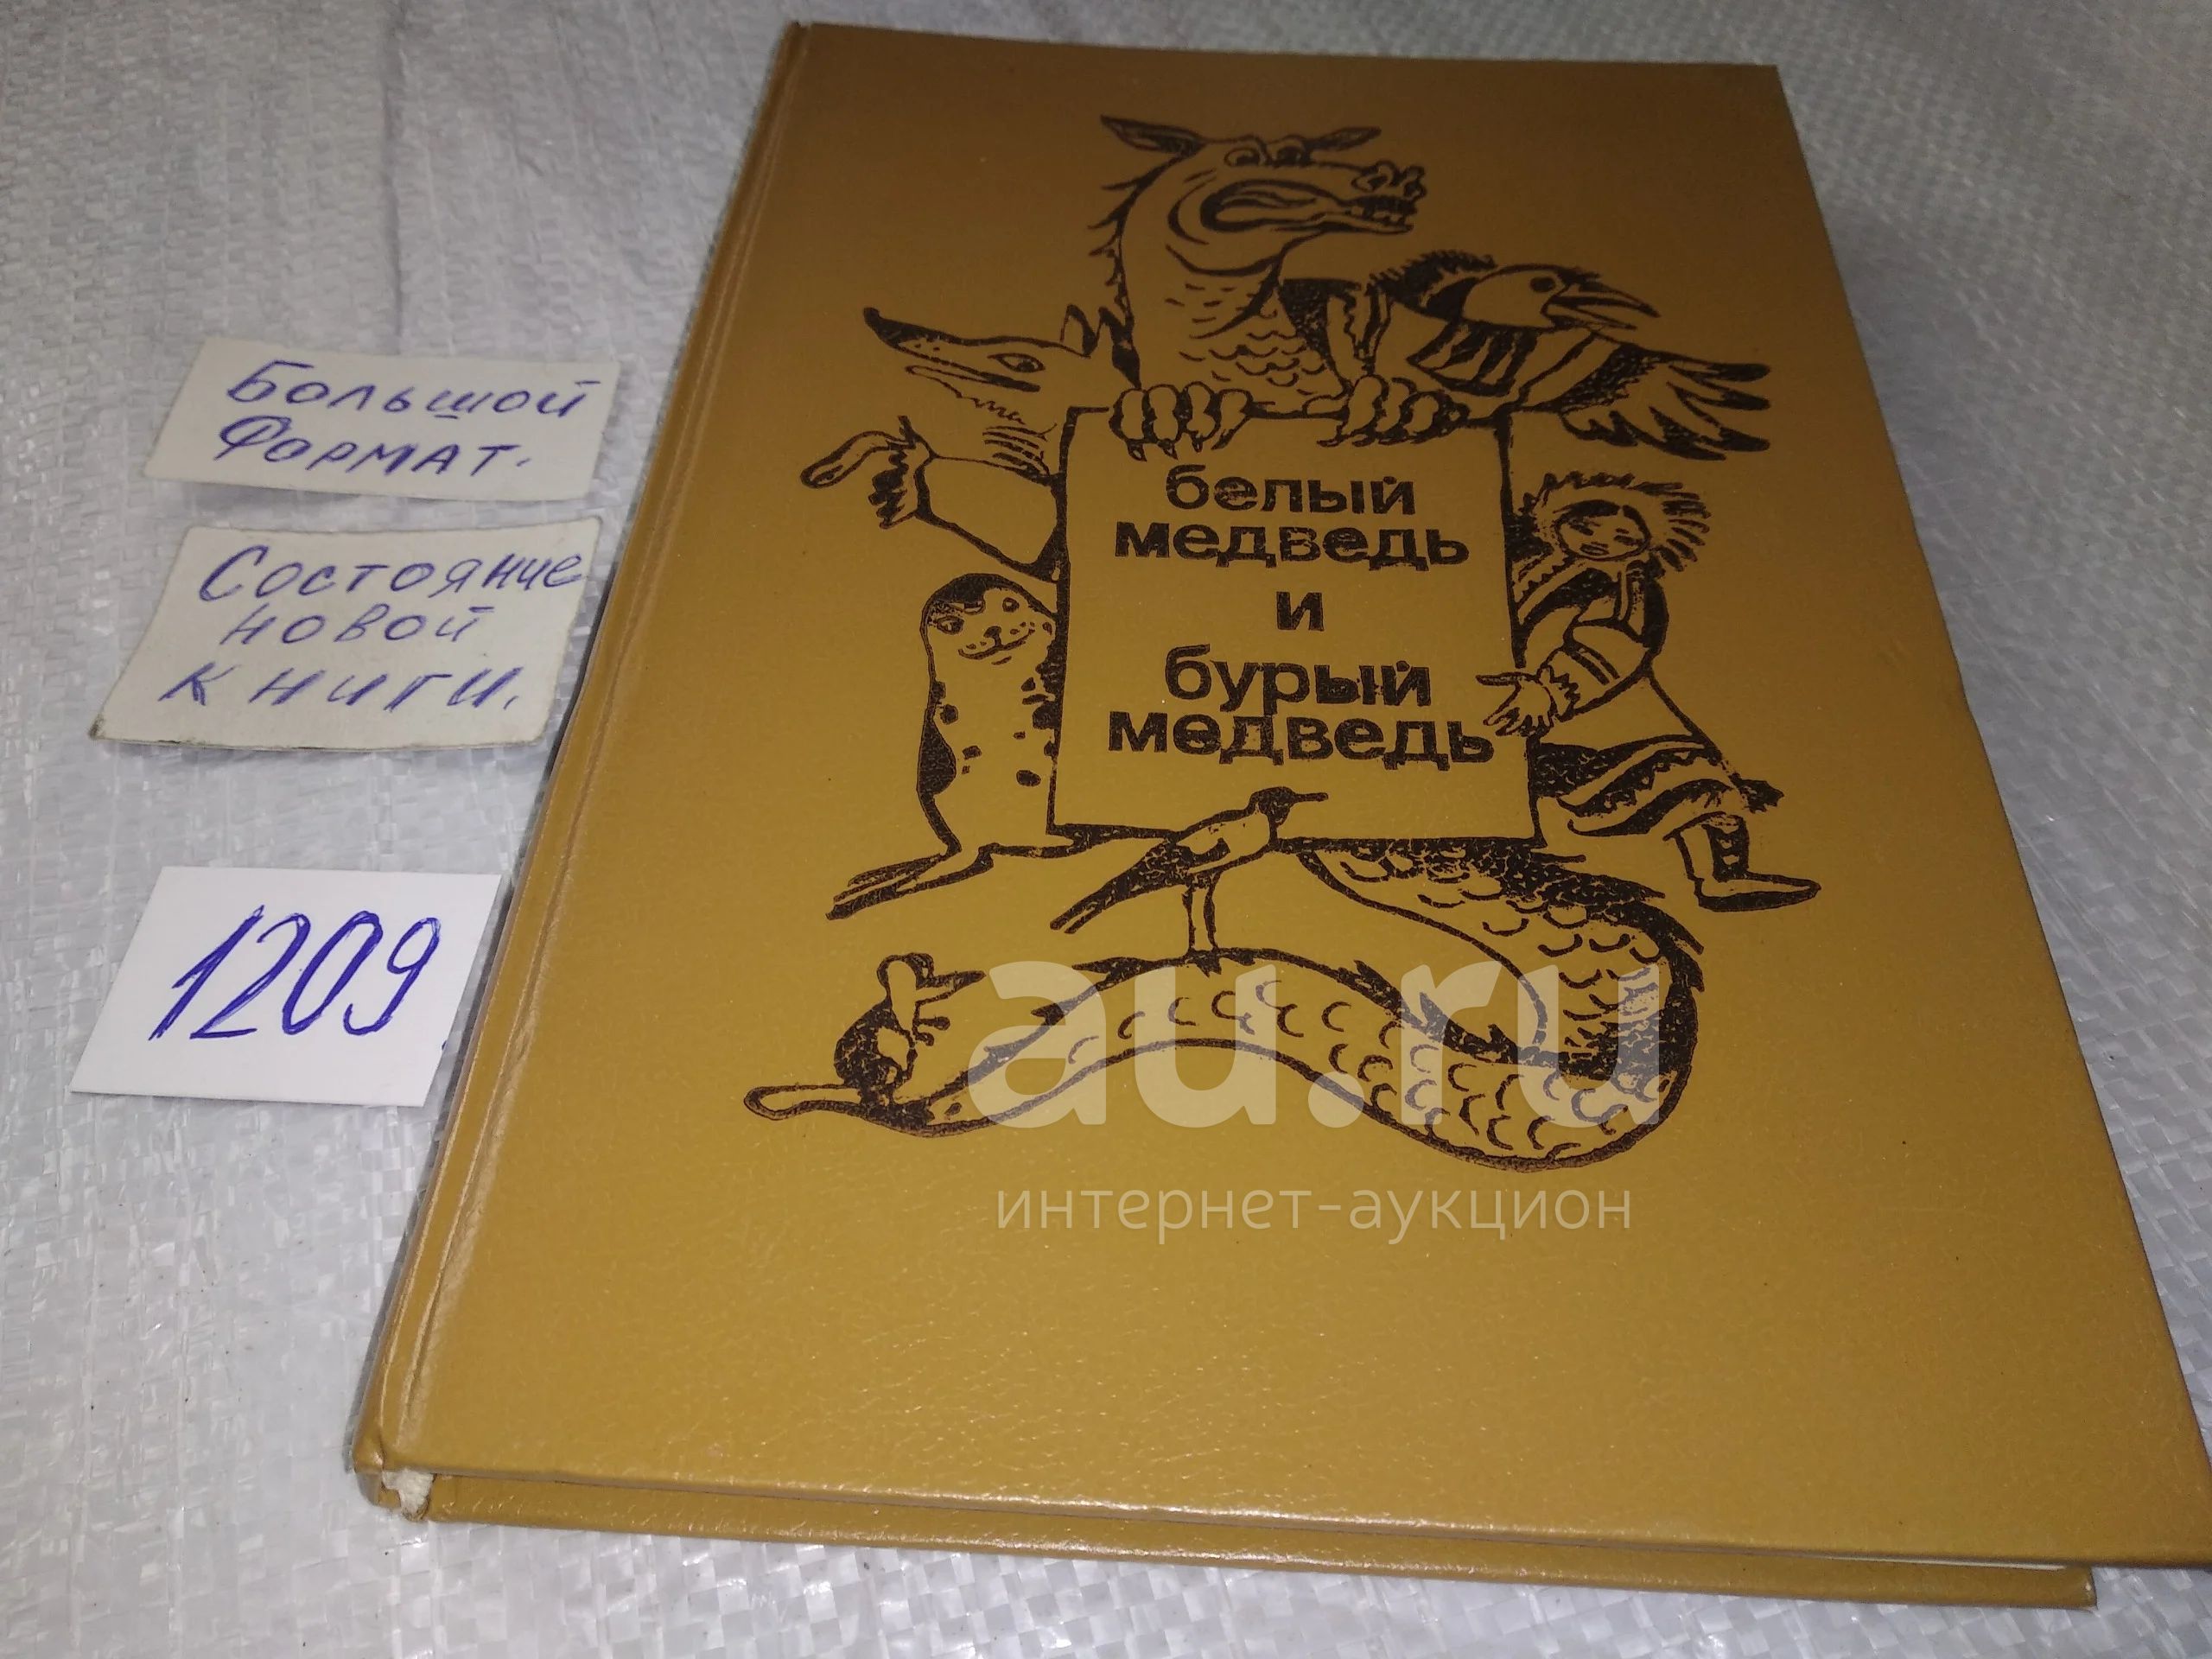 Большой
Формат.
Состояние
новой
книги.
1209.
белый
медведь
и
бурый
медведь
au.ru
интернет-аукцион